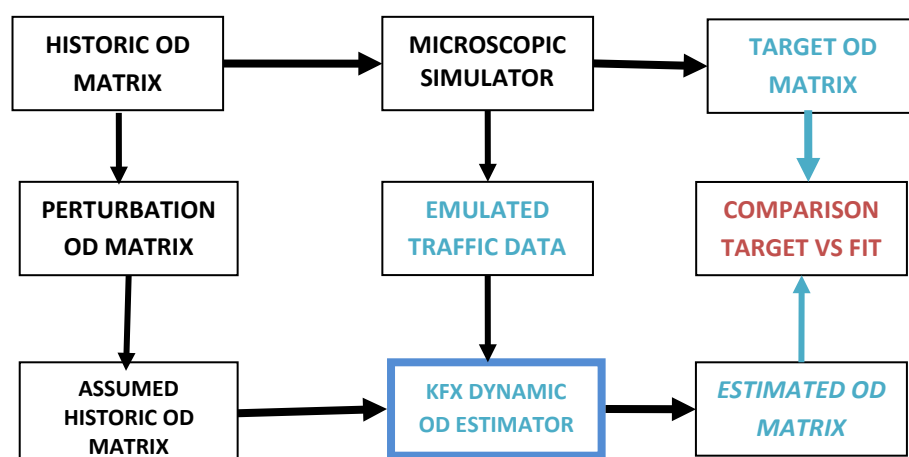 HISTORIC OD
MATRIX
MICROSCOPIC
SIMULATOR
TARGET OD
MATRIX
PERTURBATION
OD MATRIX
EMULATED
TRAFFIC DATA
COMPARISON
TARGET VS FIT
ASSUMED
HISTORIC OD
MATRIX
KFX DYNAMIC
OD ESTIMATOR
ESTIMATED OD
MATRIX